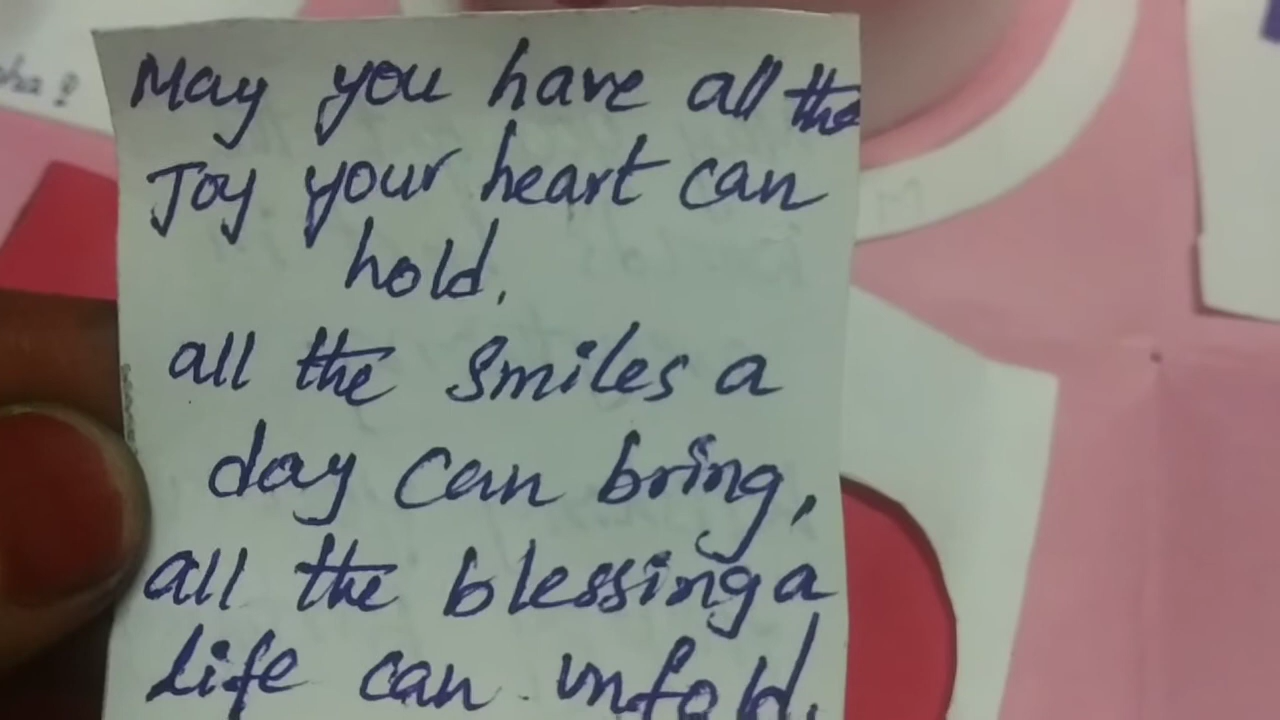 May you have all the
Joy your heart can
hold.
all the smiles a
day can bring,
all the blessing a
life can unfold.